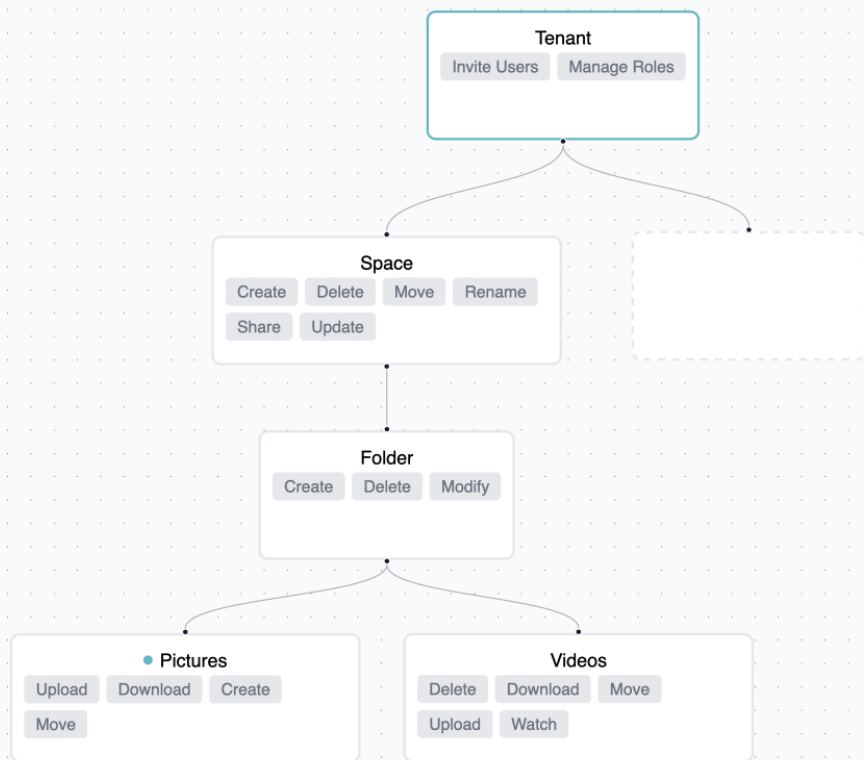 Tenant
Invite Users Manage Roles
Space
Create Delete Move Rename
Share Update
Folder
Create Delete Modify
Pictures
Upload Download Create
Move
Videos
Delete Download Move
Upload Watch